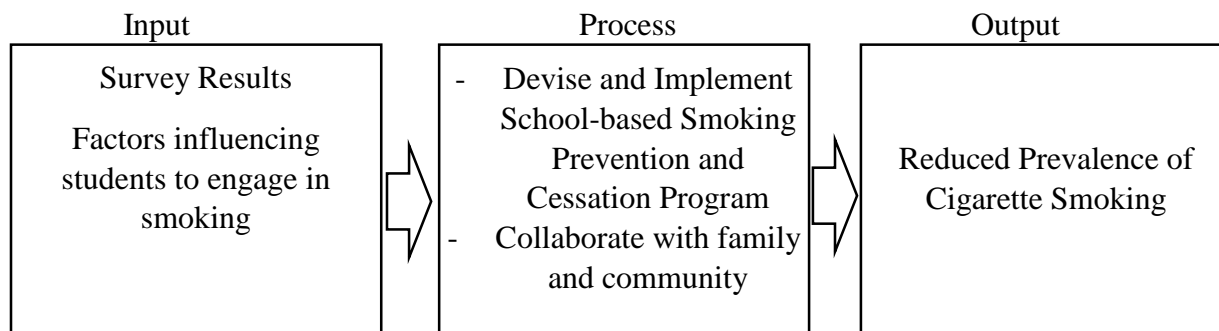 Input
Survey Results
Factors influencing
students to engage in
smoking
Process
- Devise and Implement
School-based Smoking
Prevention and
Cessation Program
- Collaborate with family
and community
Output
Reduced Prevalence of
Cigarette Smoking